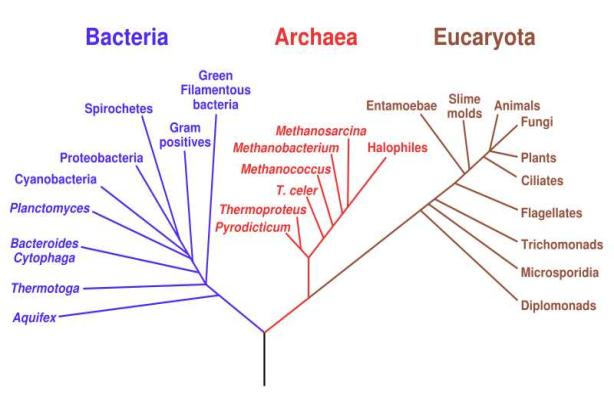 Bacteria
Archaea
Eucaryota
Green
Filamentous
bacteria
Spirochetes
Gram
positives
Proteobacteria
Cyanobacteria
Planctomyces
Bacteroides
Cytophaga
Thermotoga
Aquifex
Methanosarcina
Methanobacterium
Halophiles
Methanococcus
T. celer
Thermoproteus
Pyrodicticum
Entamoebae
Slime
molds
Animals
Fungi
Plants
Ciliates
Flagellates
Trichomonads
Microsporidia
Diplomonads